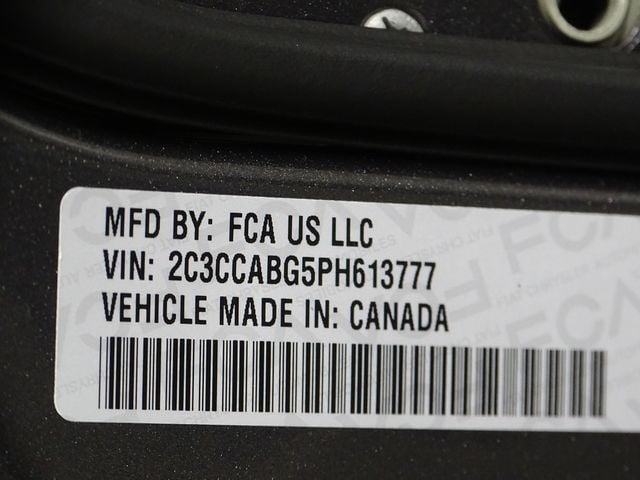 MFD BY: FCA US LLC
VIN: 2C3CCABG5PH613777
VEHICLE MADE IN: CANADA